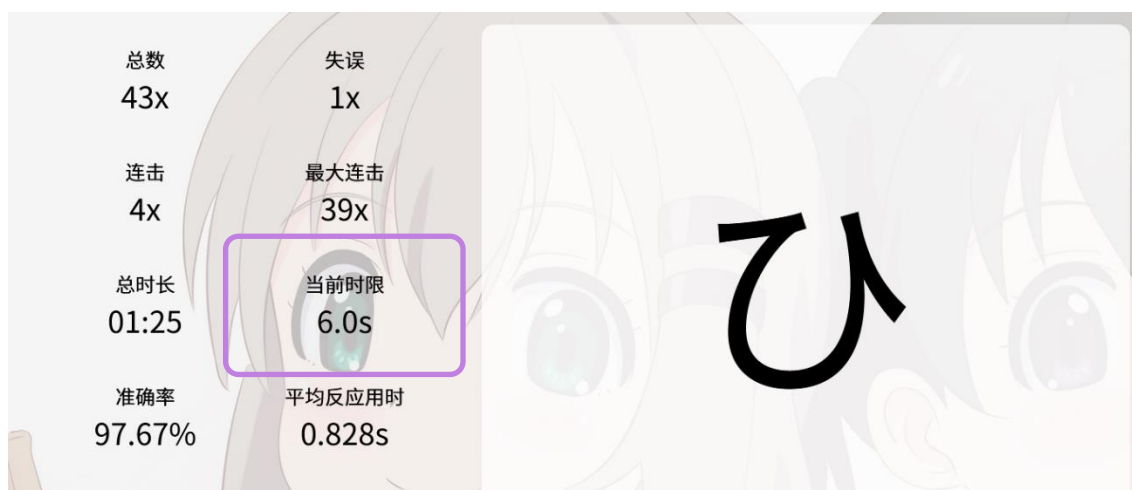 总数 失误
43x 1x
连击 最大连击
4x 39x
总时长 当前时限
01:25 6.0s
准确率 平均反应用时
97.67% 0.828s
ひ